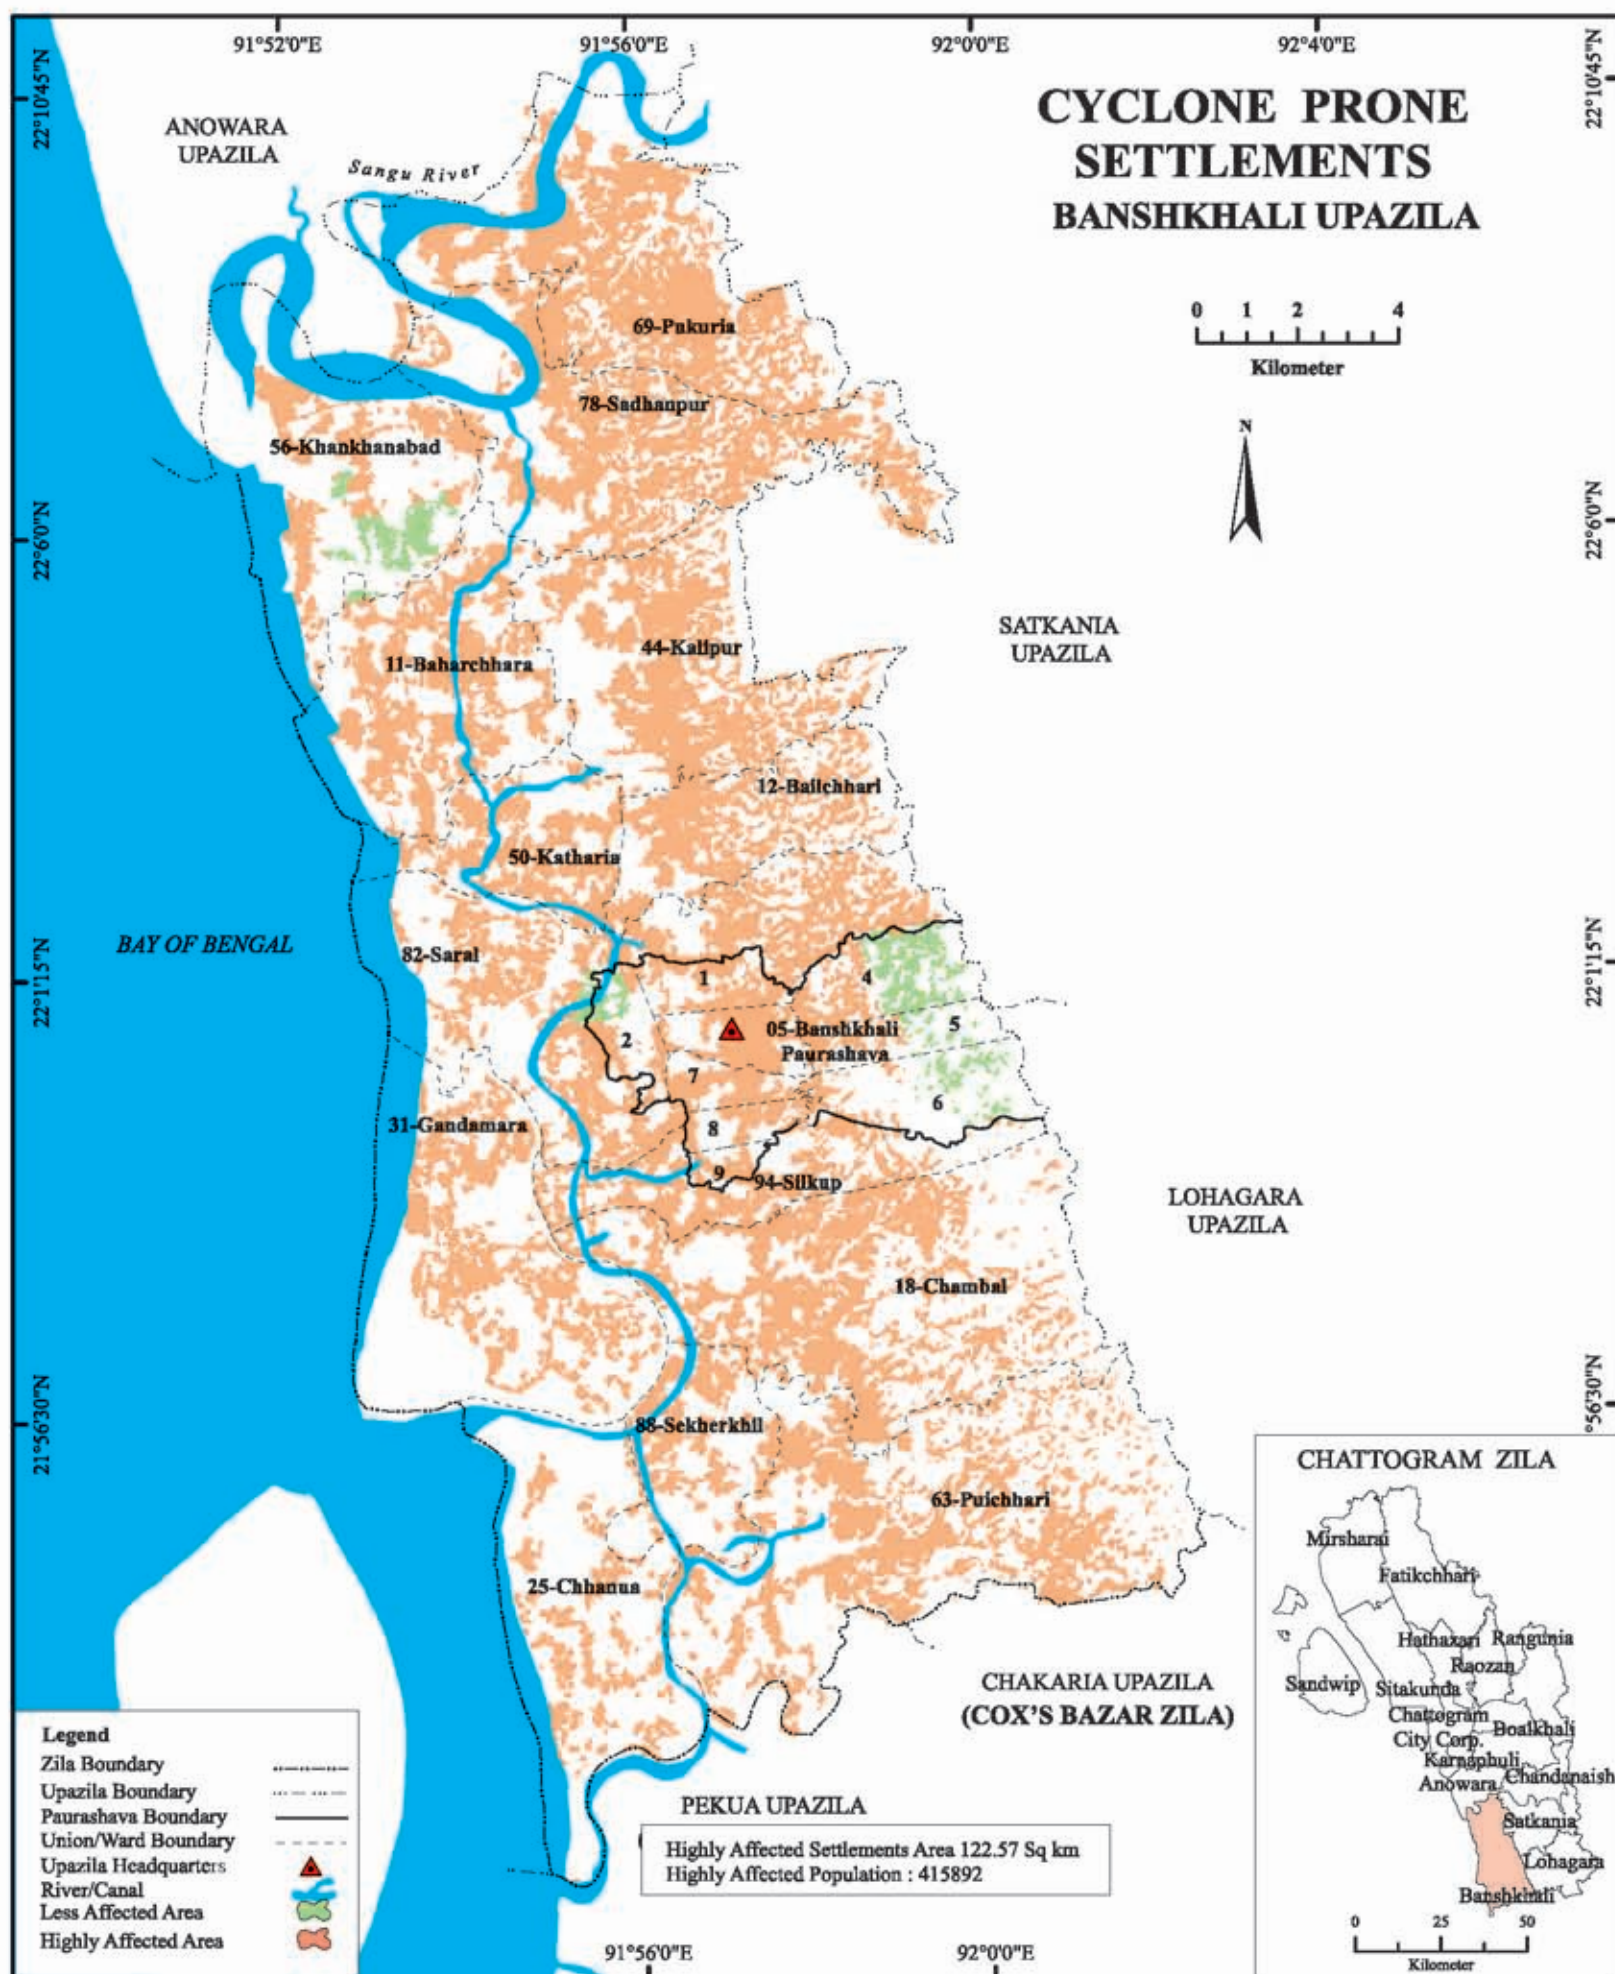 91°52'0"E
91°56'0"E
92°0'0"E
92°4'0"E
22°10'45"N
22°10'45"N
CYCLONE PRONE
SETTLEMENTS
BANSHKHALI UPAZILA
ANOWARA
UPAZILA
Sangu River
0 1 2 4
Kilometer
69-Pukuria
78-Sadhanpur
N
56-Khankhanabad
22°6'0"N
22°6'0"N
SATKANIA
UPAZILA
44-Kalipur
11-Baharchhara
12-Bailchhari
50-Katharia
BAY OF BENGAL
82-Saral
22°1'15"N
22°1'15"N
1
4
5
2
05-Banshkhali
Paurashava
7
6
8
31-Gandamara
9
94-Silkup
LOHAGARA
UPAZILA
18-Chambal
21°56'30"N
°56'30"N
88-Sekherkhil
63-Puichhari
25-Chhanua
CHAKARIA UPAZILA
(COX'S BAZAR ZILA)
PEKUA UPAZILA
Highly Affected Settlements Area 122.57 Sq km
Highly Affected Population : 415892
91°56'0"E
92°0'0"E
Legend
Zila Boundary
Upazila Boundary
Paurashava Boundary
Union/Ward Boundary
Upazila Headquarters
River/Canal
Less Affected Area
Highly Affected Area
CHATTOGRAM ZILA
Mirsharai
Fatikchhari
Hathazari
Rangunia
Raozan
Sandwip
Sitakunda
Chattogram
City Corp.
Boalkhali
Karnaphuli
Anowara
Chandanaish
Satkania
Lohagara
Banshkhali
0 25 50
Kilometer